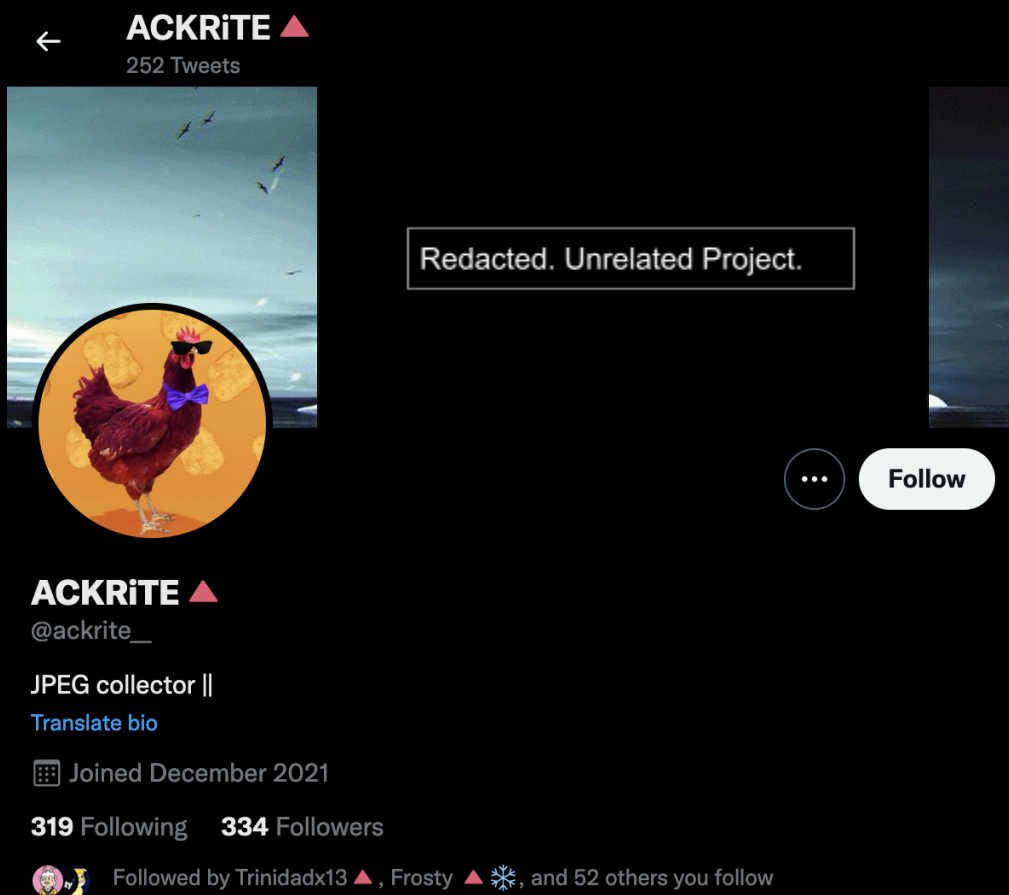 ACKRiTE 🔺
252 Tweets
Redacted. Unrelated Project.
Follow
ACKRiTE 🔺
@ackrite__
JPEG collector ||
Translate bio
Joined December 2021
319 Following 334 Followers
Followed by Trinidadx13 🔺, Frosty 🔺❄️, and 52 others you follow